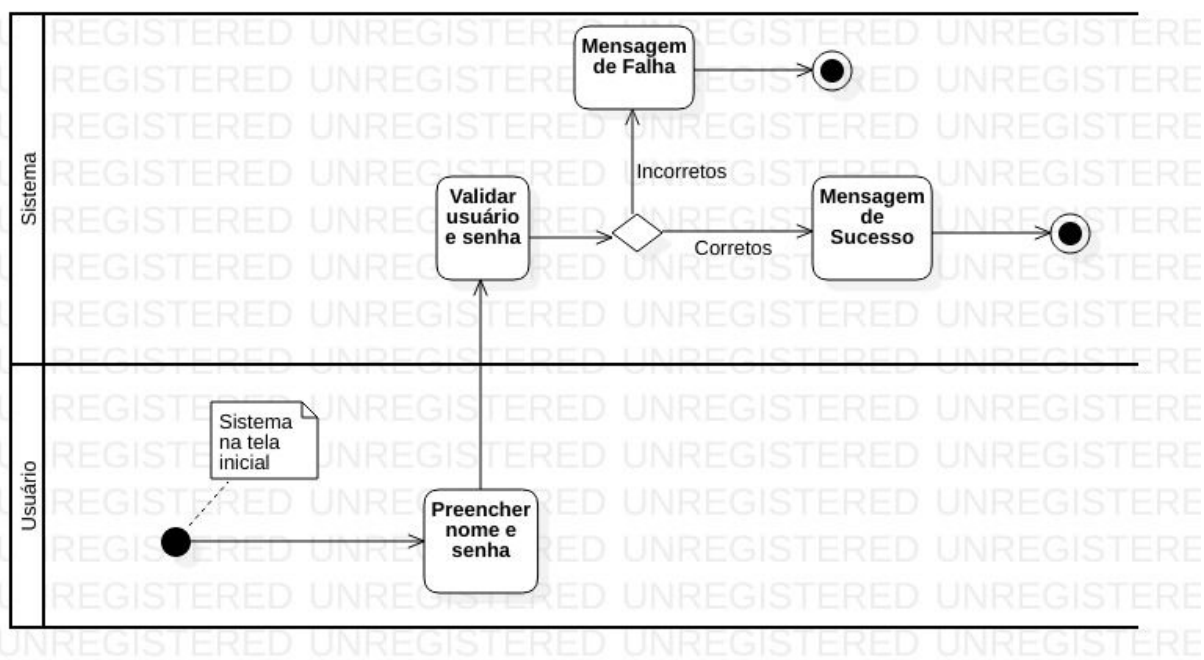 Sistema
Mensagem
de Falha
Incorretos
Validar
usuário
e senha
Corretos
Mensagem
de
Sucesso
Usuário
Sistema
na tela
inicial
Preencher
nome e
senha
UNREGISTERED